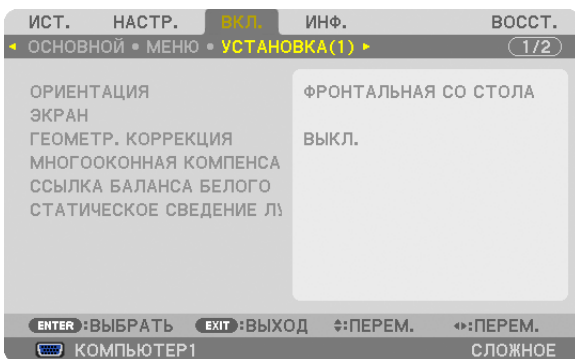 ИСТ. НАСТР. ВКЛ. ИНФ. ВОССТ.
ОСНОВНОЙ • МЕНЮ • УСТАНОВКА(1) 1/2
ОРИЕНТАЦИЯ ФРОНТАЛЬНАЯ СО СТОЛА
ЭКРАН
ГЕОМЕТР. КОРРЕКЦИЯ ВЫКЛ.
МНОГООКОННАЯ КОМПЕНСА
ССЫЛКА БАЛАНСА БЕЛОГО
СТАТИЧЕСКОЕ СВЕДЕНИЕ
ENTER :ВЫБРАТЬ EXIT :ВЫХОД :ПЕРЕМ. :ПЕРЕМ.
КОМПЬЮТЕР1 СЛОЖНОЕ